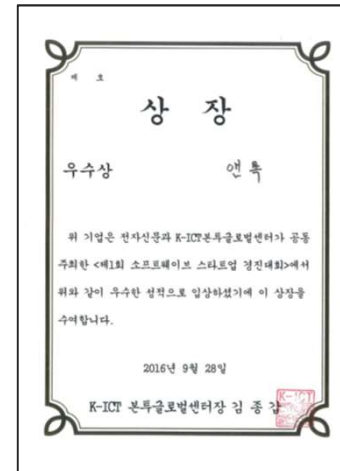 제 호
상 장
우수상 앤톡
위 기업은 전자신문과 K-ICT본투글로벌센터가 공동
주최한 <제1회 소프트웨이브 스타트업 경진대회>에서
위와 같이 우수한 성적으로 입상하셨기에 이 상장을
수여합니다.
2016년 9월 28일
K-ICT 본투글로벌센터장 김 종 갑
K-ICT